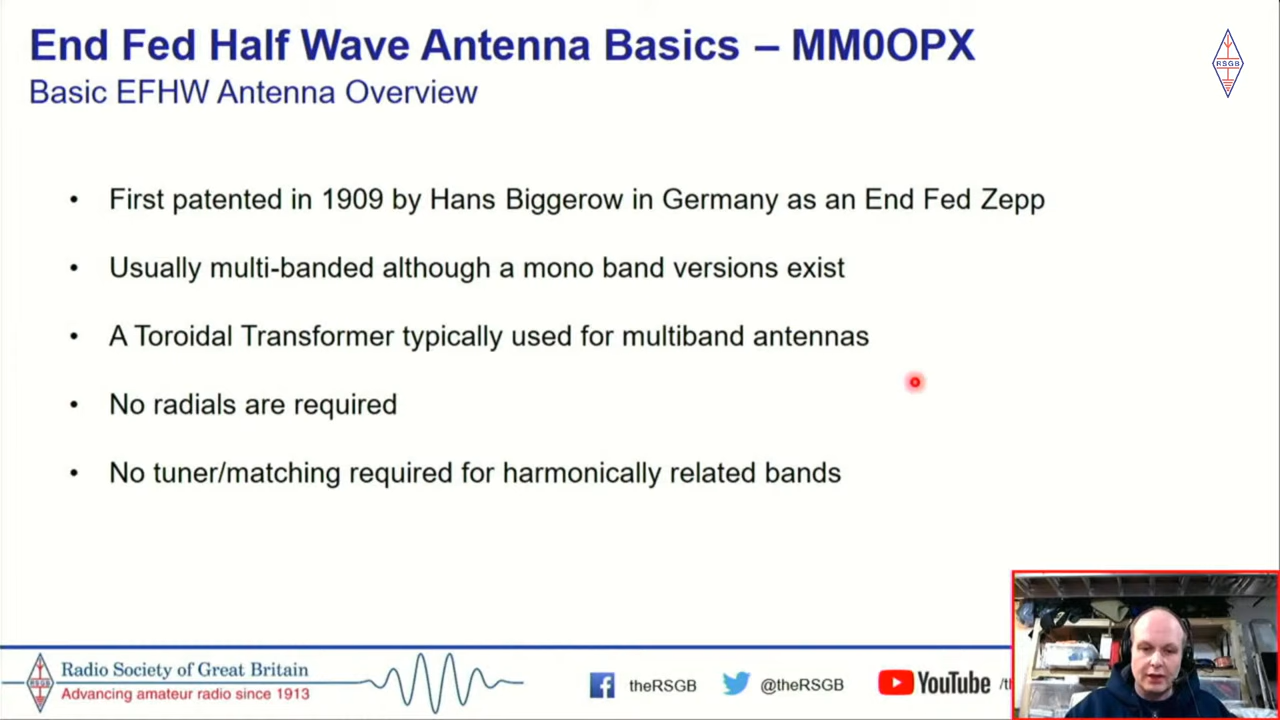 End Fed Half Wave Antenna Basics – MM0OPX
Basic EFHW Antenna Overview
RSGB
• First patented in 1909 by Hans Biggerow in Germany as an End Fed Zepp
• Usually multi-banded although a mono band versions exist
• A Toroidal Transformer typically used for multiband antennas
• No radials are required
• No tuner/matching required for harmonically related bands
RSGB
Radio Society of Great Britain
Advancing amateur radio since 1913
theRSGB
@theRSGB
YouTube